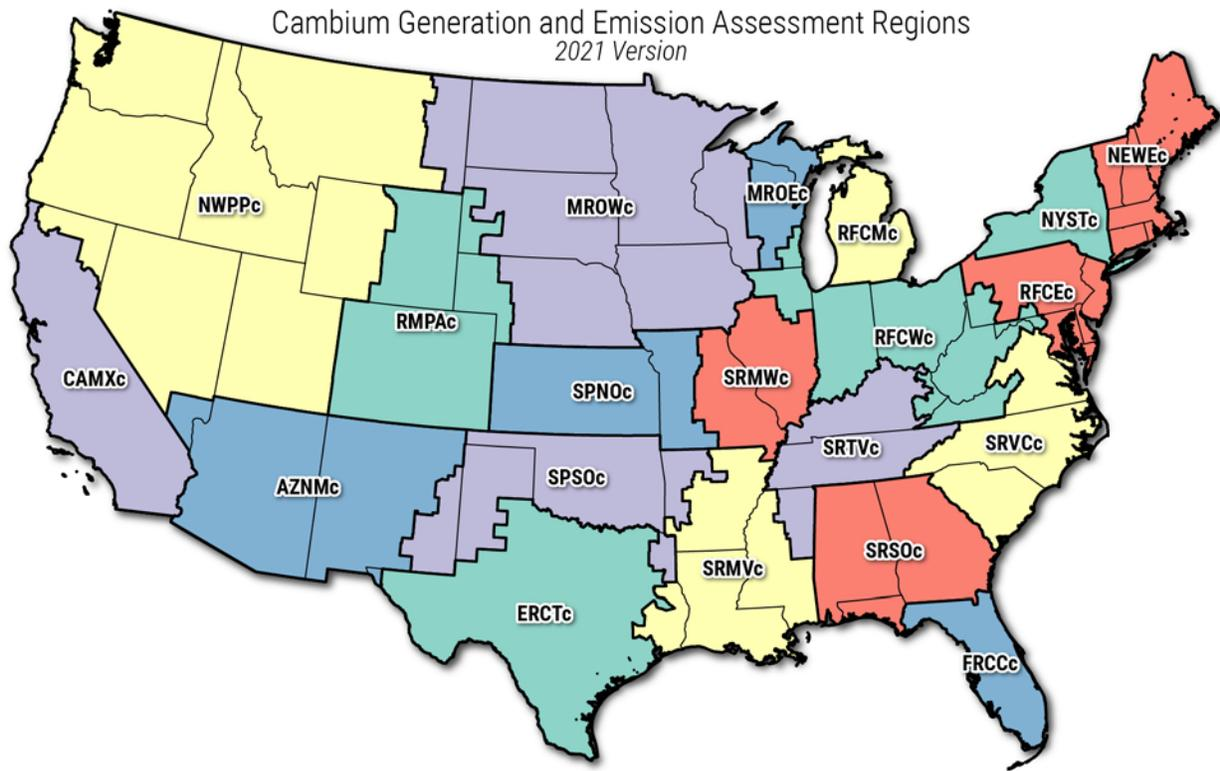 Cambium Generation and Emission Assessment Regions
2021 Version
NEWEc
MROEc
NWPPc
MROWc
NYSTc
RFCMc
RFCEc
RMPAc
RFCWc
CAMXc
SRMWc
SPNOc
SRVCc
SRTVc
SPSOc
AZNMc
SRSOc
SRMVc
ERCTc
FRCCc